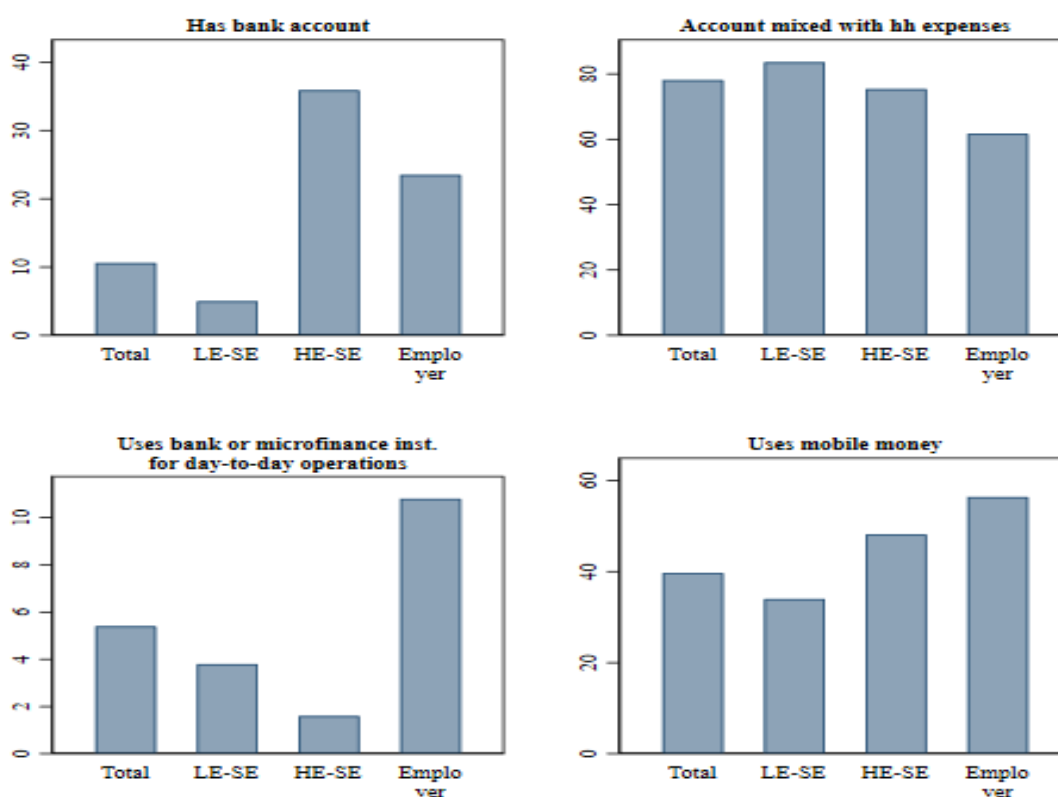 Has bank account
40
30
20
10
0
Total LE-SE HE-SE Emplo
yer
Account mixed with hh expenses
80
60
40
20
0
Total LE-SE HE-SE Emplo
yer
Uses bank or microfinance inst.
for day-to-day operations
10
8
6
4
2
0
Total LE-SE HE-SE Emplo
yer
Uses mobile money
60
40
20
0
Total LE-SE HE-SE Emplo
yer